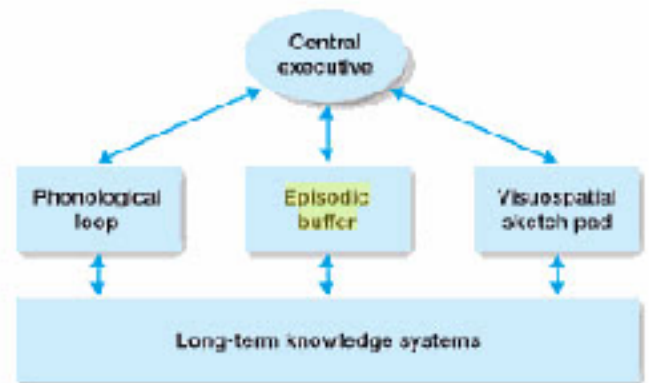 Central
executive
Phonological
loop
Episodic
buffer
Visuospatial
sketch pad
Long-term knowledge systems